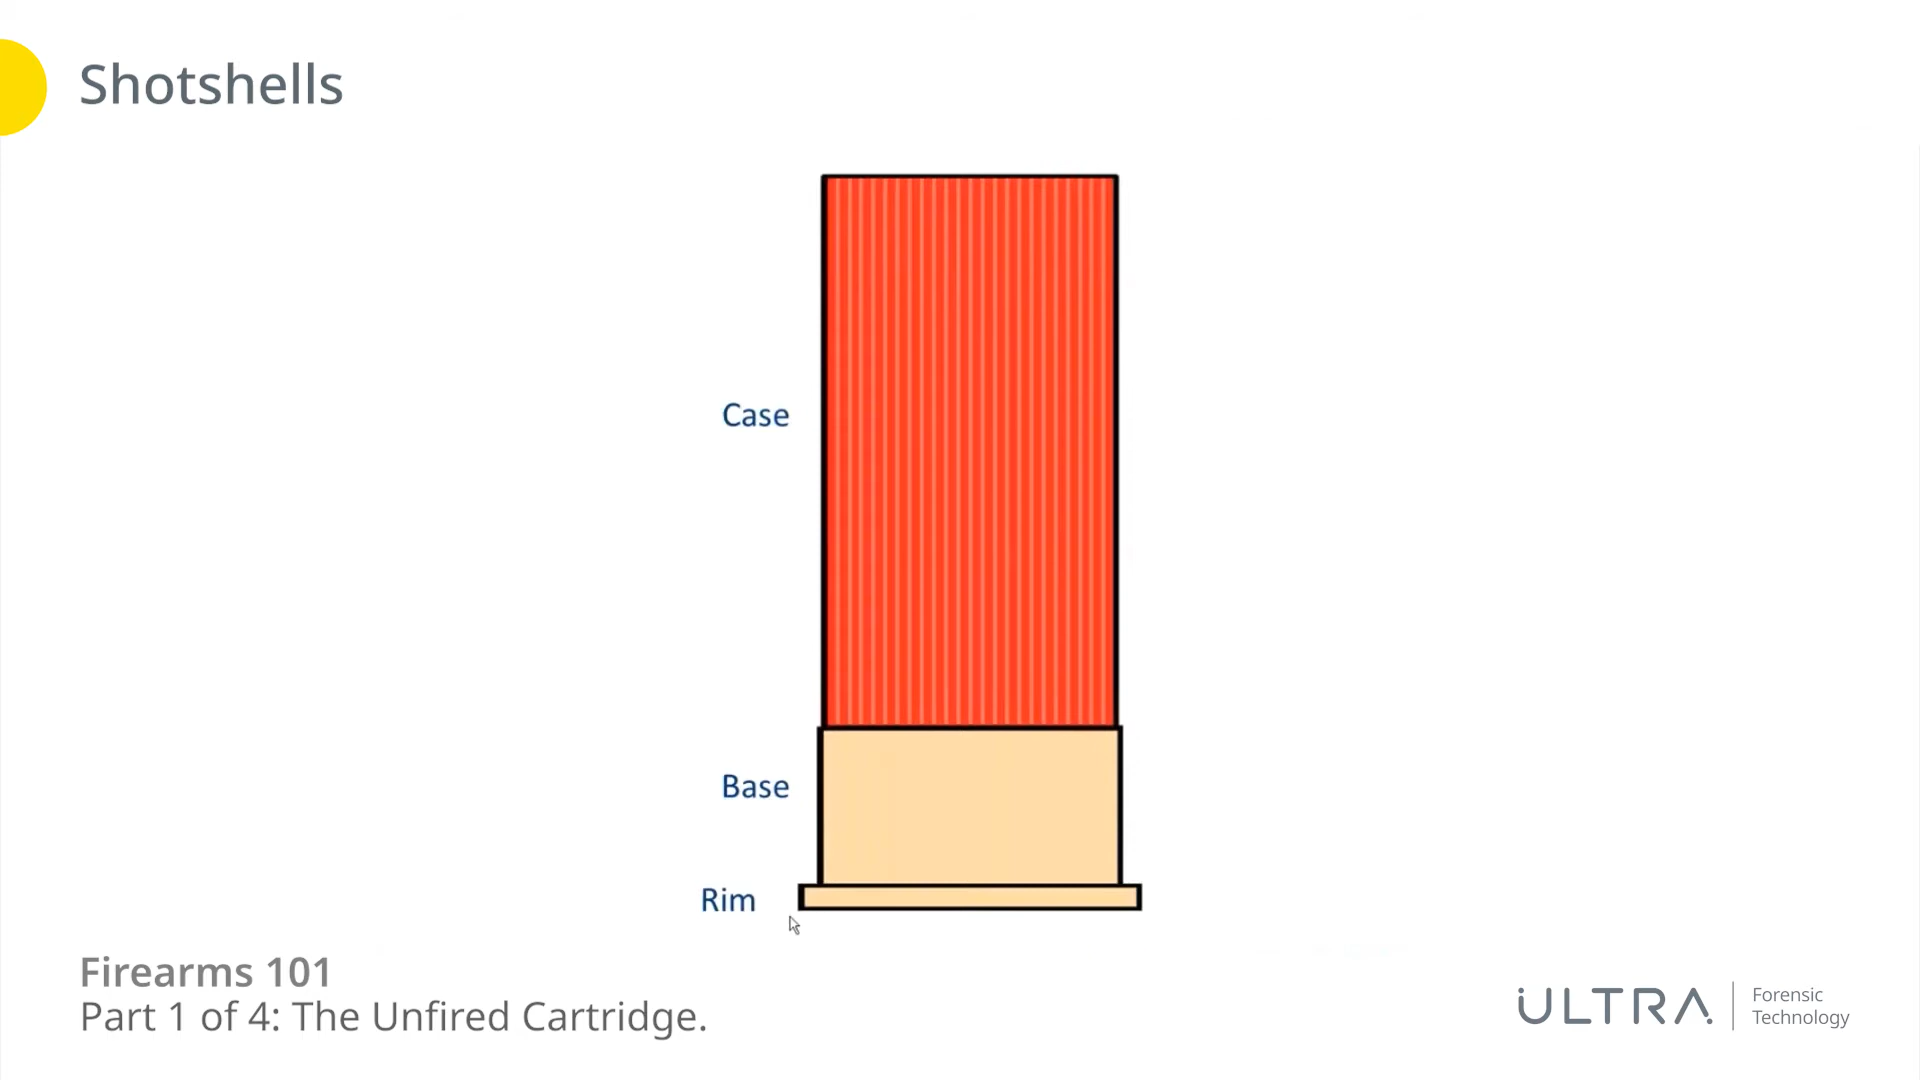 Shotshells
Case
Base
Rim
Firearms 101
Part 1 of 4: The Unfired Cartridge.
ULTRA
Forensic
Technology